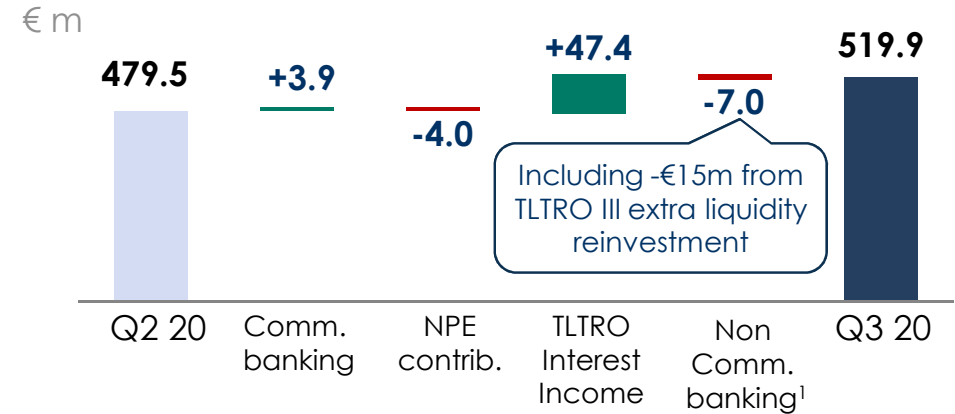 € m
479.5
+3.9
-4.0
+47.4
-7.0
519.9
Including -€15m from
TLTRO III extra liquidity
reinvestment
Q2 20
Comm.
banking
NPE
contrib.
TLTRO
Interest
Income
Non
Comm.
banking¹
Q3 20